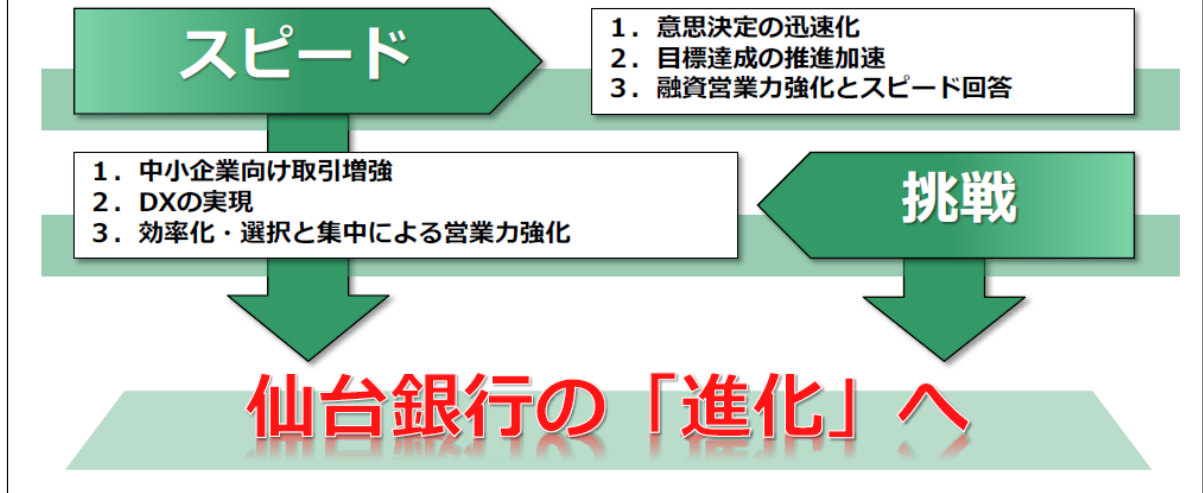 スピード
1．意思決定の迅速化
2．目標達成の推進加速
3．融資営業力強化とスピード回答
1．中小企業向け取引増強
2．DXの実現
3．効率化・選択と集中による営業力強化
挑戦
仙台銀行の「進化」へ